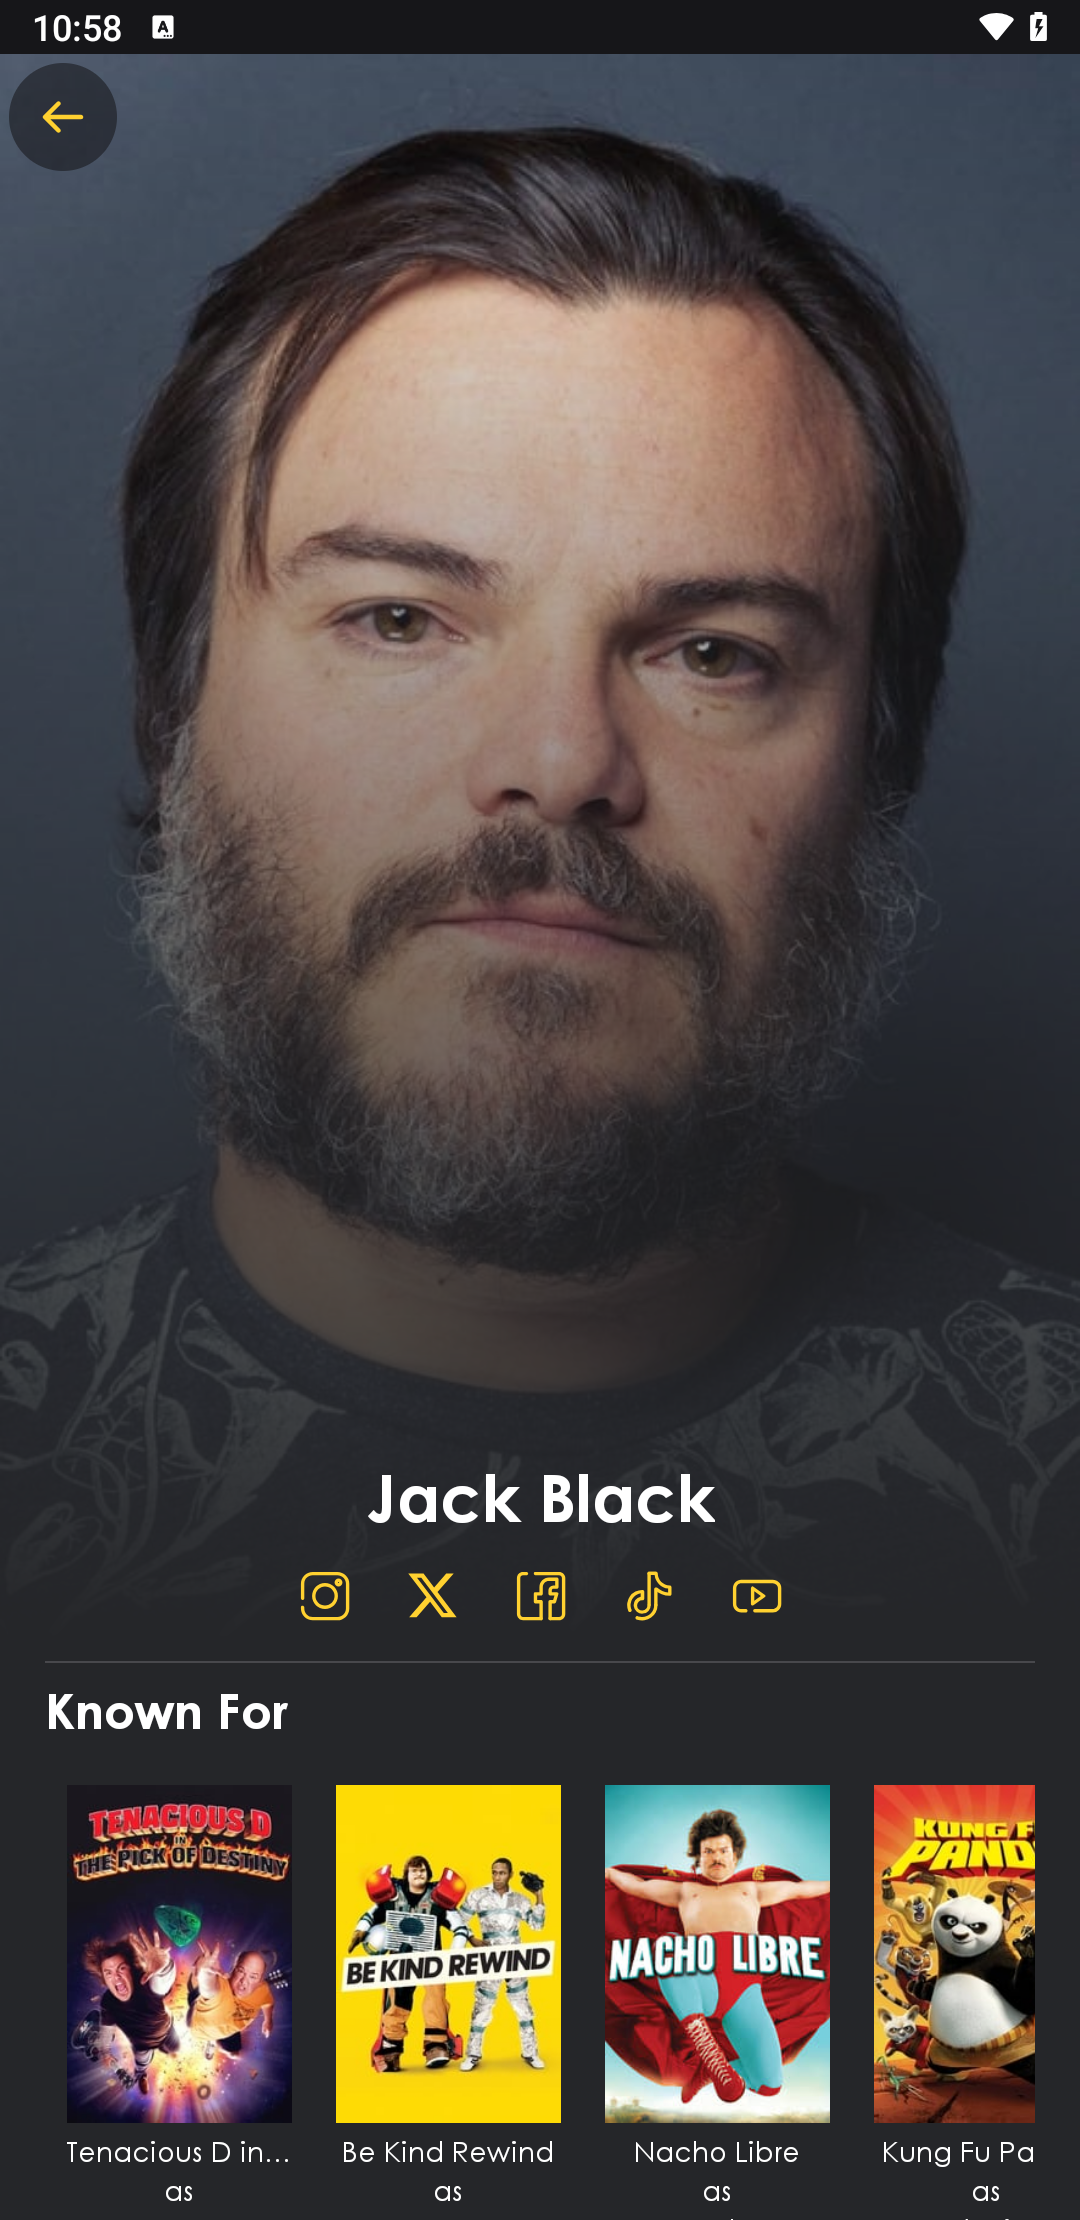 10:58
Jack Black
Known For
TENACIOUS D
IN
THE PICK OF DESTINY
BE KIND REWIND
NACHO LIBRE
KUNG F
PAND
Tenacious D in...
Be Kind Rewind
Nacho Libre
Kung Fu Pa
as
as
as
as